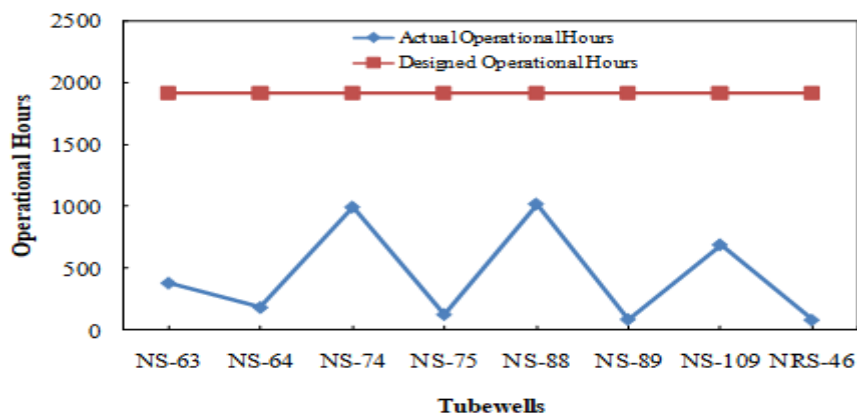 2500
2000
1500
1000
500
0
Operational Hours
Actual Operational Hours
Designed Operational Hours
NS-63 NS-64 NS-74 NS-75 NS-88 NS-89 NS-109 NRS-46
Tubewells